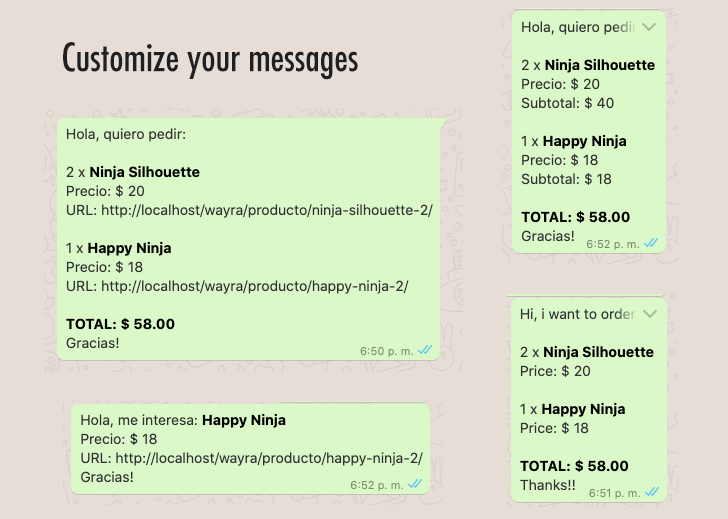 Customize your messages
Hola, quiero pedir:
2 x Ninja Silhouette
Precio: $ 20
URL: http://localhost/wayra/producto/ninja-silhouette-2/
1 x Happy Ninja
Precio: $ 18
URL: http://localhost/wayra/producto/happy-ninja-2/
TOTAL: $ 58.00
Gracias!
6:50 p. m.
Hola, me interesa: Happy Ninja
Precio: $ 18
URL: http://localhost/wayra/producto/happy-ninja-2/
Gracias!
6:52 p. m.
Hola, quiero pedir
2 x Ninja Silhouette
Precio: $ 20
Subtotal: $ 40
1 x Happy Ninja
Precio: $ 18
Subtotal: $ 18
TOTAL: $ 58.00
Gracias!
6:52 p. m.
Hi, i want to order
2 x Ninja Silhouette
Price: $ 20
1 x Happy Ninja
Price: $ 18
TOTAL: $ 58.00
Thanks!!
6:51 p. m.